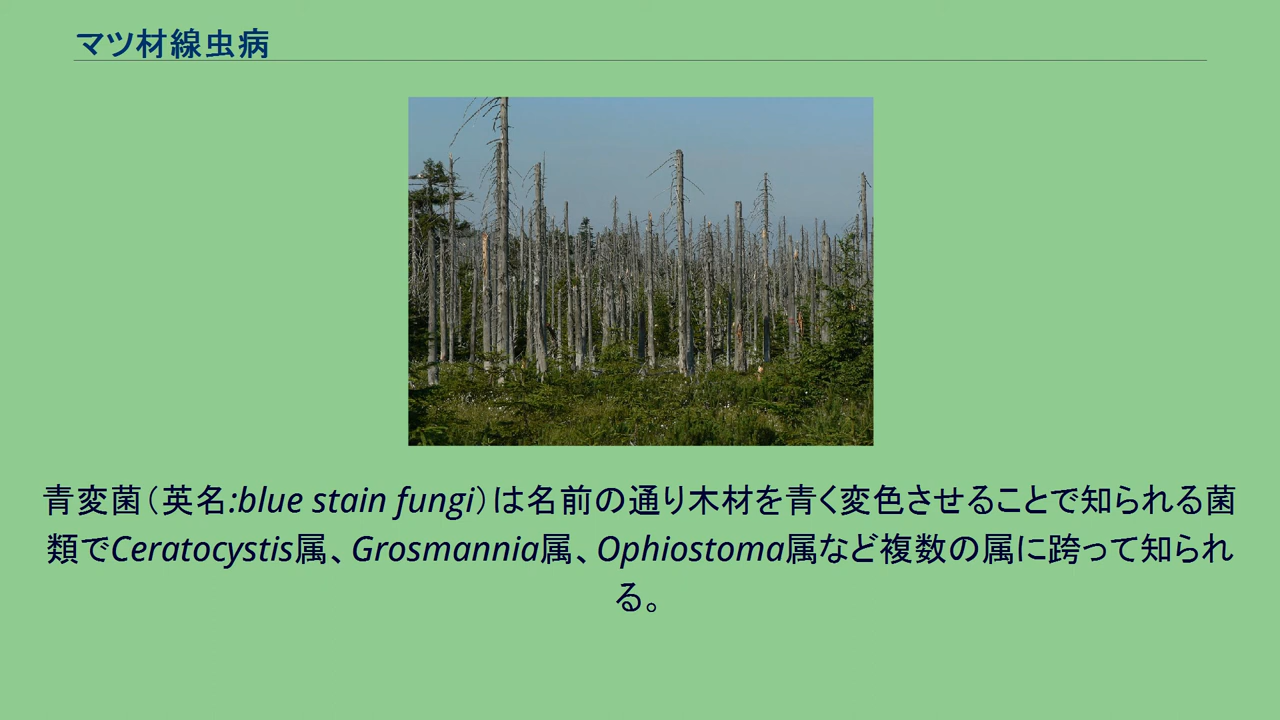 マツ材線虫病
青変菌（英名:blue stain fungi）は名前の通り木材を青く変色させることで知られる菌
類でCeratocystis属、Grosmannia属、Ophiostoma属など複数の属に跨って知られ
る。